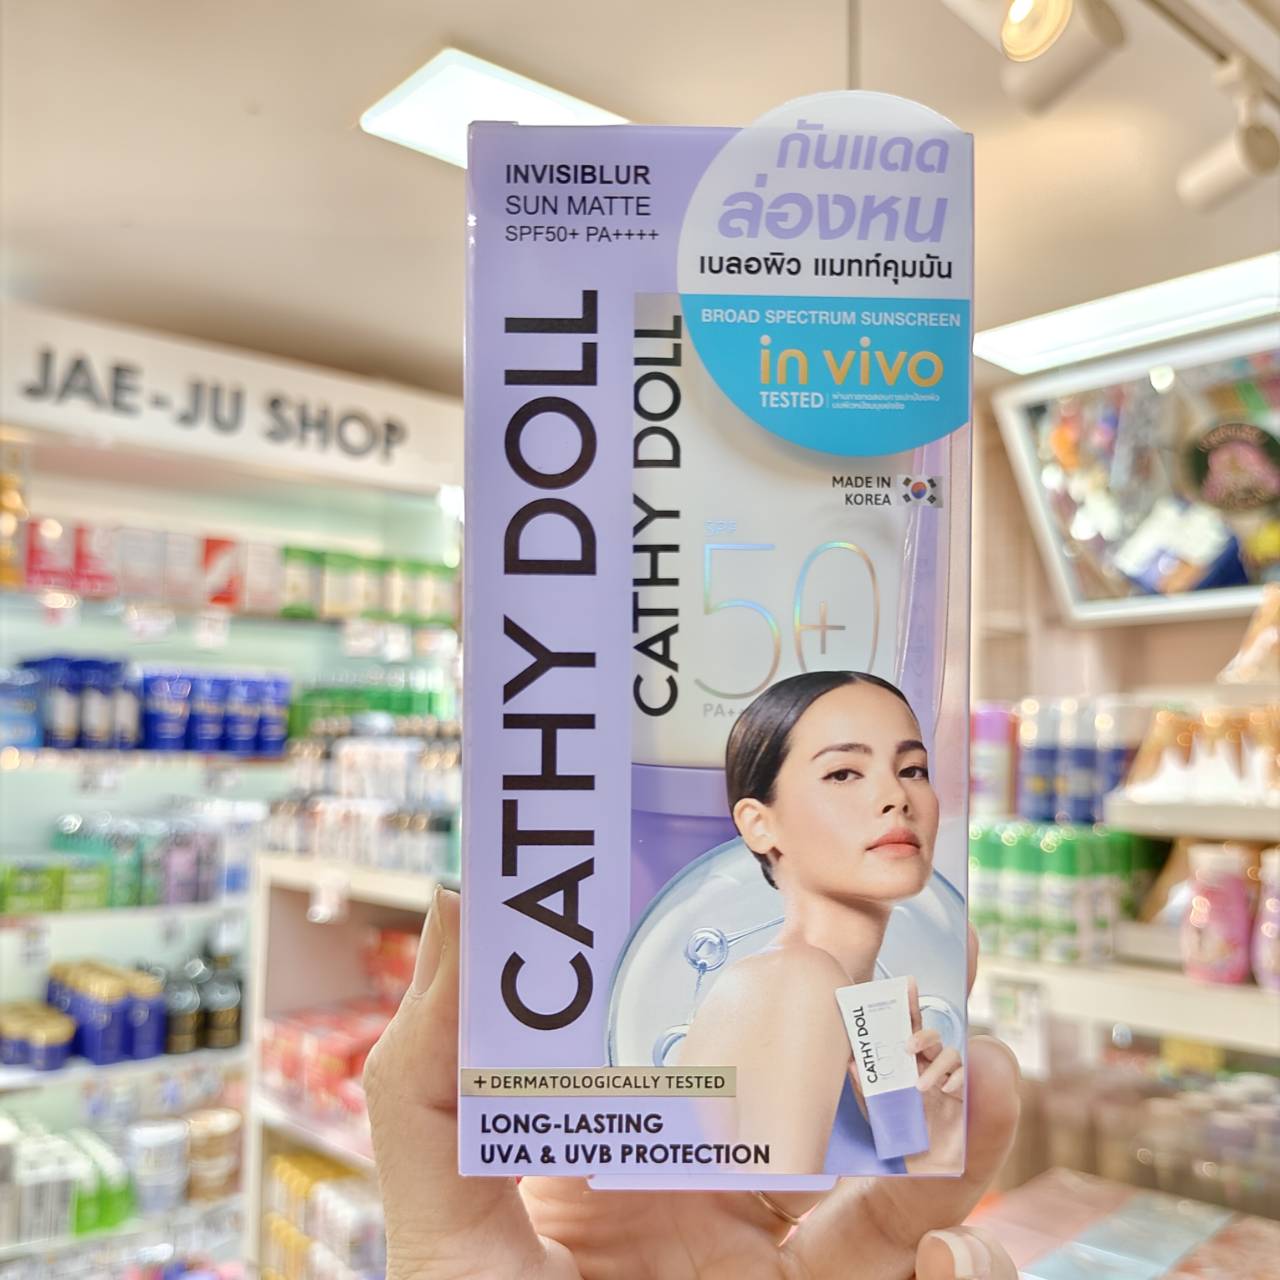 JAE-JU SHOP
INVISIBLUR
SUN MATTE
SPF50+ PA++++
CATHY DOLL
กันแดด
ล่องหน
เบลอผิว แมทท์คุมมัน
BROAD SPECTRUM SUNSCREEN
in vivo
TESTED
MADE IN
KOREA
CATHY DOLL
SPF
50+
CATHY DOLL
+ DERMATOLOGICALLY TESTED
LONG-LASTING
UVA & UVB PROTECTION